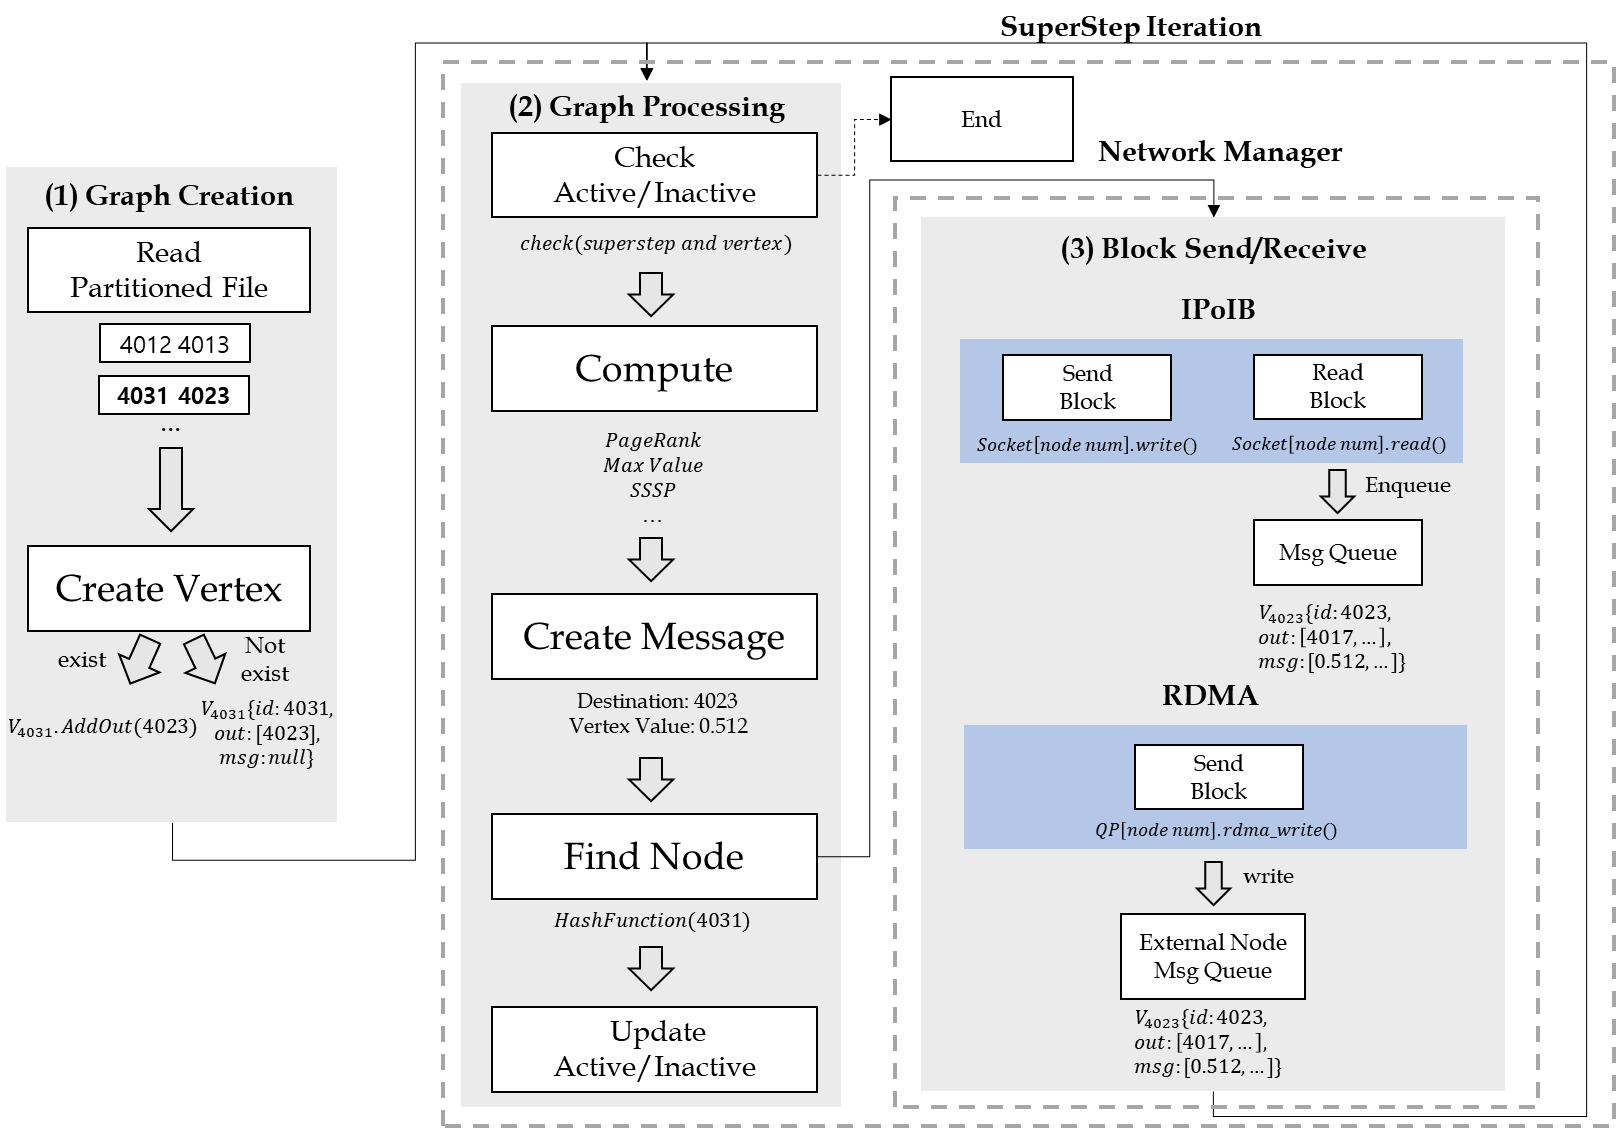 SuperStep Iteration
(1) Graph Creation
Read
Partitioned File
4012 4013
4031 4023
...
Create Vertex
exist
Not
exist
V₄₀₃₁.AddOut(4023)
V₄₀₃₁{id:4031,
out:[4023],
msg:null}
(2) Graph Processing
Check
Active/Inactive
check(superstep and vertex)
Compute
PageRank
Max Value
SSSP
...
Create Message
Destination: 4023
Vertex Value: 0.512
Find Node
HashFunction(4031)
Update
Active/Inactive
End
Network Manager
(3) Block Send/Receive
IPoIB
Send
Block
Socket[node num].write()
Read
Block
Socket[node num].read()
Enqueue
Msg Queue
V₄₀₂₃{id:4023,
out:[4017, ...],
msg:[0.512, ...]}
RDMA
Send
Block
QP[node num].rdma_write()
write
External Node
Msg Queue
V₄₀₂₃{id:4023,
out:[4017, ...],
msg:[0.512, ...]}